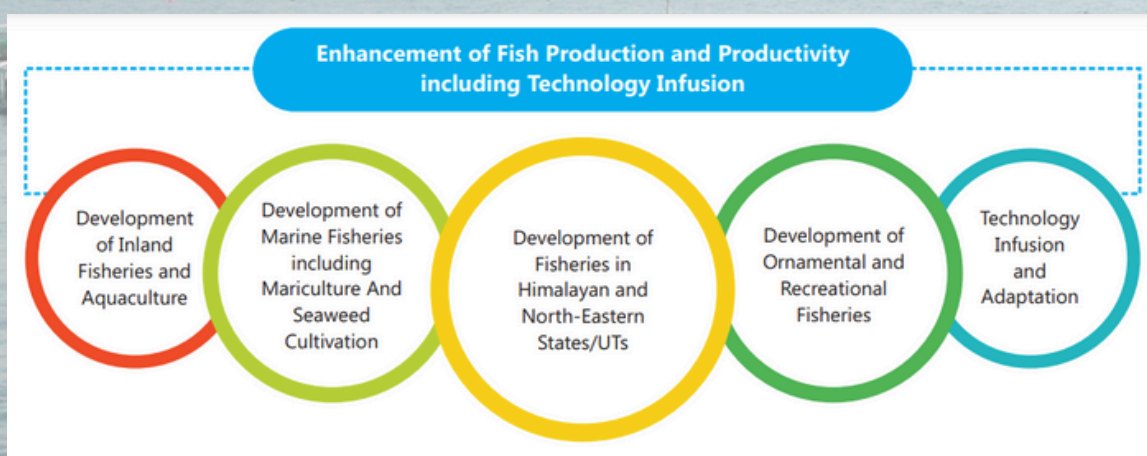 Enhancement of Fish Production and Productivity
including Technology Infusion
Development
of Inland
Fisheries and
Aquaculture
Development of
Marine Fisheries
including
Mariculture And
Seaweed
Cultivation
Development of
Fisheries in
Himalayan and
North-Eastern
States/UTs
Development of
Ornamental and
Recreational
Fisheries
Technology
Infusion
and
Adaptation